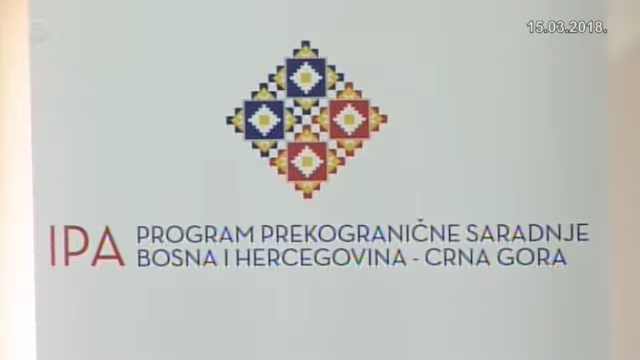 15.03.2018.
IPA PROGRAM PREKOGRANIČNE SARADNJE
BOSNA I HERCEGOVINA - CRNA GORA